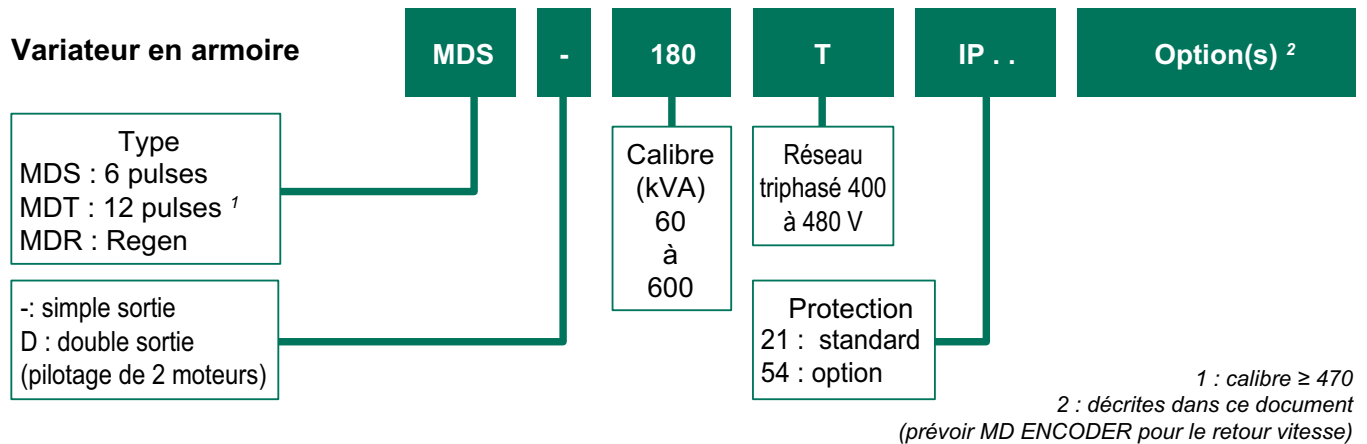 Variateur en armoire
MDS
-
180
T
IP . .
Option(s) ²
Type
MDS : 6 pulses
MDT : 12 pulses ¹
MDR : Regen
-: simple sortie
D : double sortie
(pilotage de 2 moteurs)
Calibre
(kVA)
60
à
600
Réseau
triphasé 400
à 480 V
Protection
21 : standard
54 : option
1 : calibre ≥ 470
2 : décrites dans ce document
(prévoir MD ENCODER pour le retour vitesse)